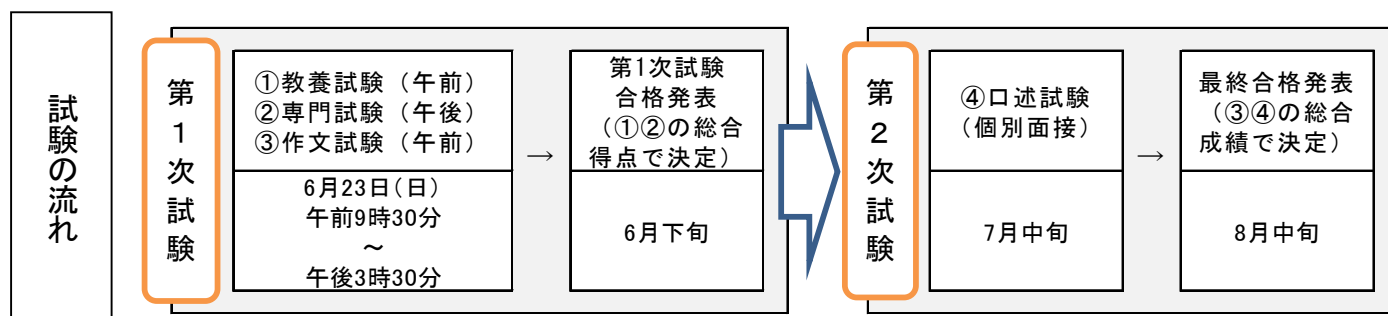 試験の流れ
第1次試験
①教養試験（午前）
②専門試験（午後）
③作文試験（午前）
6月23日（日）
午前9時30分
～
午後3時30分
→
第1次試験
合格発表
（①②の総合
得点で決定）
6月下旬
第2次試験
④口述試験
（個別面接）
7月中旬
→
最終合格発表
（③④の総合
成績で決定）
8月中旬